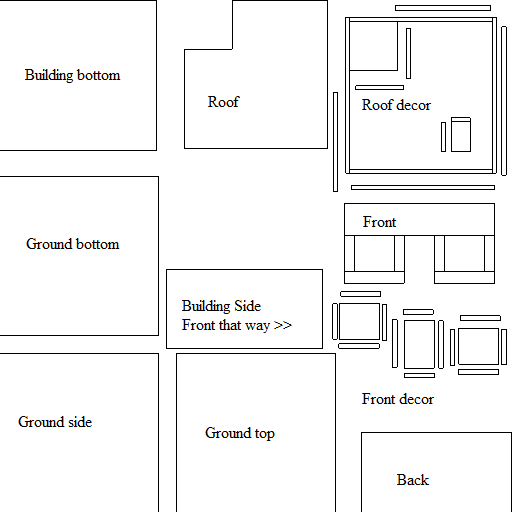 Building bottom
Roof
Roof decor
Ground bottom
Front
Building Side
Front that way >>
Front decor
Ground side
Ground top
Back